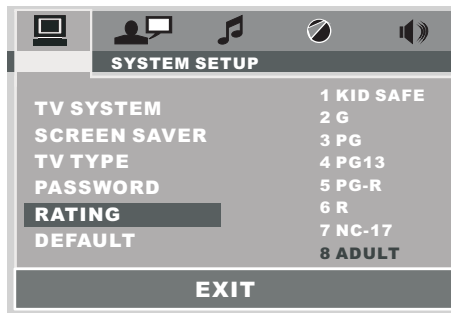 SYSTEM SETUP
TV SYSTEM
SCREEN SAVER
TV TYPE
PASSWORD
RATING
DEFAULT
1 KID SAFE
2 G
3 PG
4 PG13
5 PG-R
6 R
7 NC-17
8 ADULT
EXIT